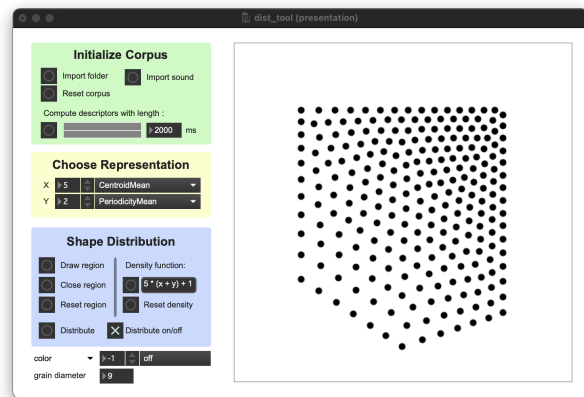 dist_tool (presentation)
Initialize Corpus
Import folder
Import sound
Reset corpus
Compute descriptors with length :
2000 ms
Choose Representation
X 5 CentroidMean
Y 2 PeriodicityMean
Shape Distribution
Draw region
Density function:
Close region
5 * (x + y) + 1
Reset region
Reset density
Distribute
Distribute on/off
color -1 off
grain diameter 9